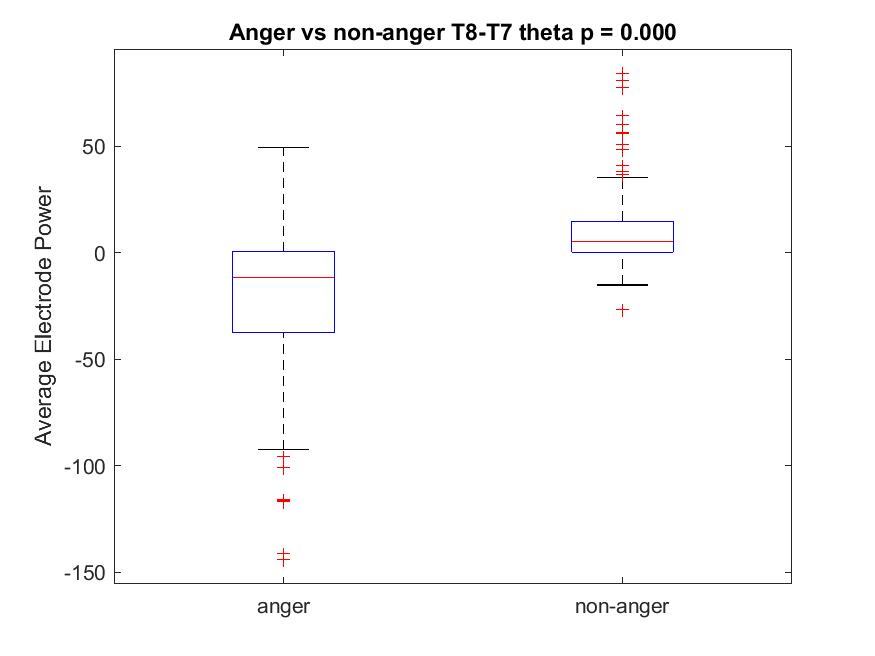 Anger vs non-anger T8-T7 theta p = 0.000
Average Electrode Power
50
0
-50
-100
-150
anger
non-anger